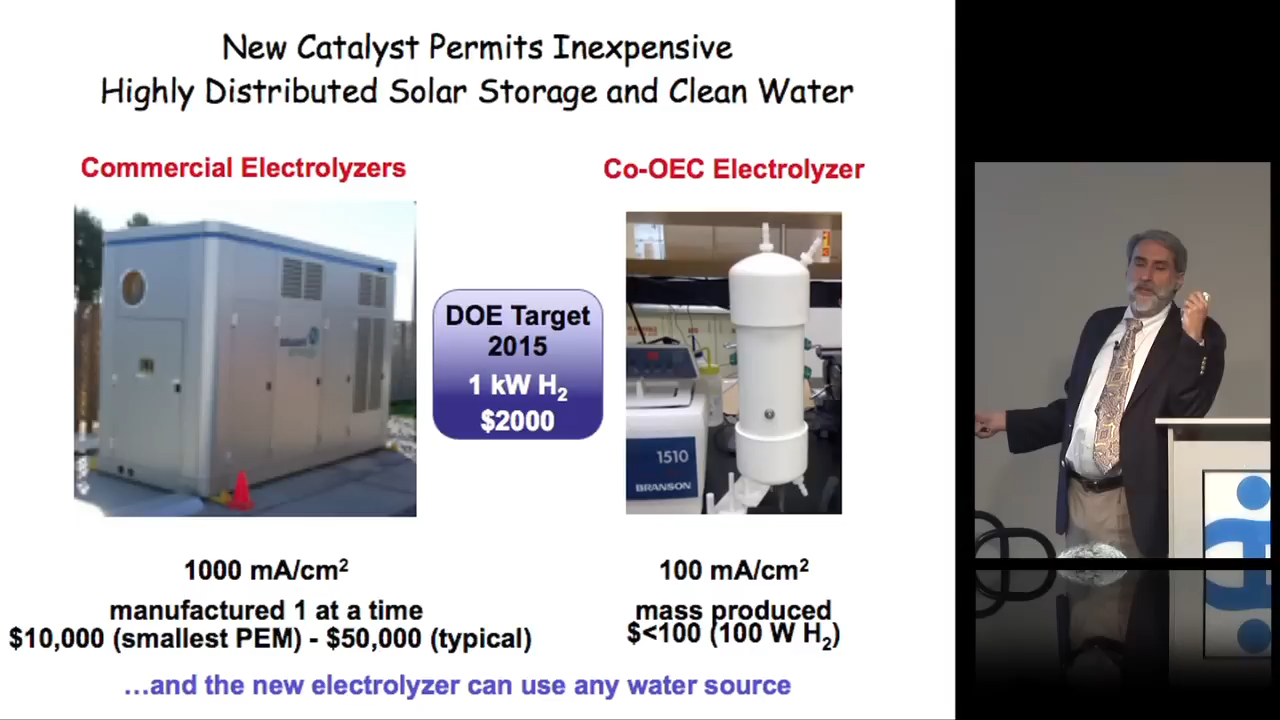 New Catalyst Permits Inexpensive
Highly Distributed Solar Storage and Clean Water
Commercial Electrolyzers
Co-OEC Electrolyzer
DOE Target
2015
1 kW H₂
$2000
1510
BRANSON
1000 mA/cm²
manufactured 1 at a time
$10,000 (smallest PEM) - $50,000 (typical)
100 mA/cm²
mass produced
$<100 (100 W H₂)
…and the new electrolyzer can use any water source